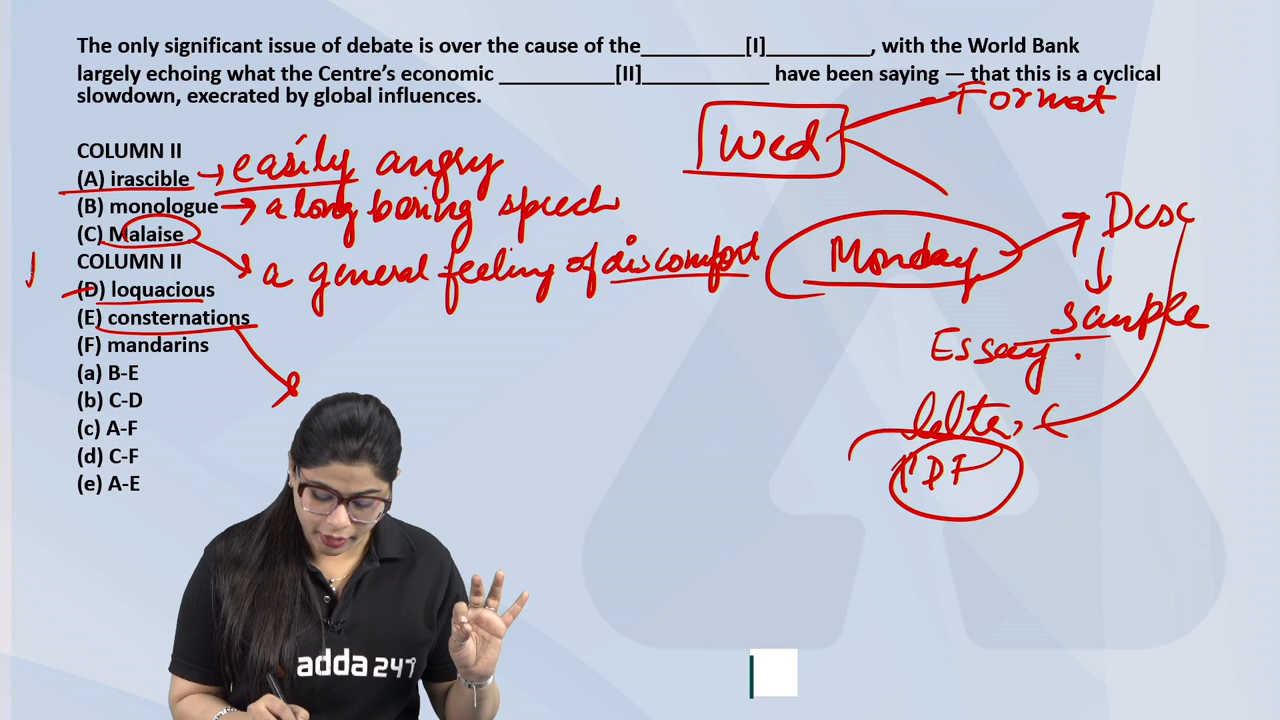 The only significant issue of debate is over the cause of the__________[I]__________, with the World Bank
largely echoing what the Centre's economic ___________[II]____________ have been saying — that this is a cyclical
slowdown, execrated by global influences.
Wed
Format
COLUMN II
(A) irascible → easily angry
(B) monologue → a long boring speech
(C) Malaise
a general feeling of discomfort
COLUMN II
(D) loquacious
(E) consternations
(F) mandarins
(a) B-E
(b) C-D
(c) A-F
(d) C-F
(e) A-E
Monday
Desc
sample
Essay.
PDF
adda 247